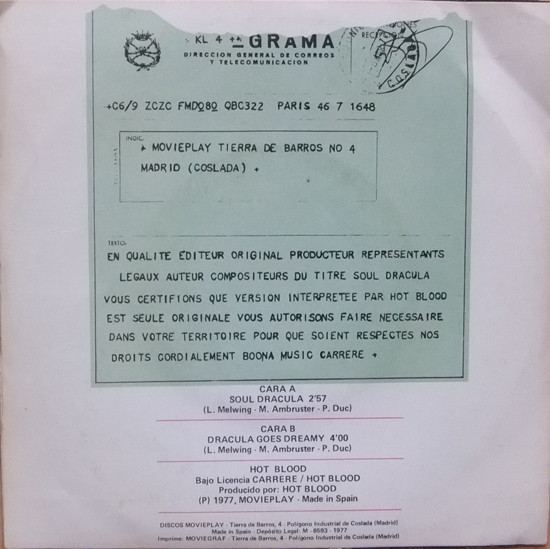 KL 4
GRAMA
DIRECCION GENERAL DE CORREOS
Y TELECOMUNICACION
COSLADA
+C6/9 ZCZC FMD080 QBC322 PARIS 46 7 1648
INDIC.
+ MOVIEPLAY TIERRA DE BARROS NO 4
MADRID (COSLADA) +
TEXTO:
EN QUALITE EDITEUR ORIGINAL PRODUCTEUR REPRESENTANTS
LEGAUX AUTEUR COMPOSITEURS DU TITRE SOUL DRACULA
VOUS CERTIFIONS QUE VERSION INTERPRETEE PAR HOT BLOOD
EST SEULE ORIGINALE VOUS AUTORISONS FAIRE NECESSAIRE
DANS VOTRE TERRITOIRE POUR QUE SOIENT RESPECTES NOS
DROITS CORDIALEMENT BOONA MUSIC CARRERE +
CARA A
SOUL DRACULA 2'57
(L. Melwing - M. Ambruster - P. Duc)
CARA B
DRACULA GOES DREAMY 4'00
(L. Melwing - M. Ambruster - P. Duc)
HOT BLOOD
Bajo Licencia CARRERE / HOT BLOOD
Producido por: HOT BLOOD
(P) 1977, MOVIEPLAY - Made in Spain
DISCOS MOVIEPLAY - Tierra de Barros, 4 - Polígono Industrial de Coslada (Madrid)
Made in Spain - Depósito Legal: M - 8593 - 1977
Imprime: MOVIEGRAF - Tierra de Barros, 4 - Polígono Industrial de Coslada (Madrid)